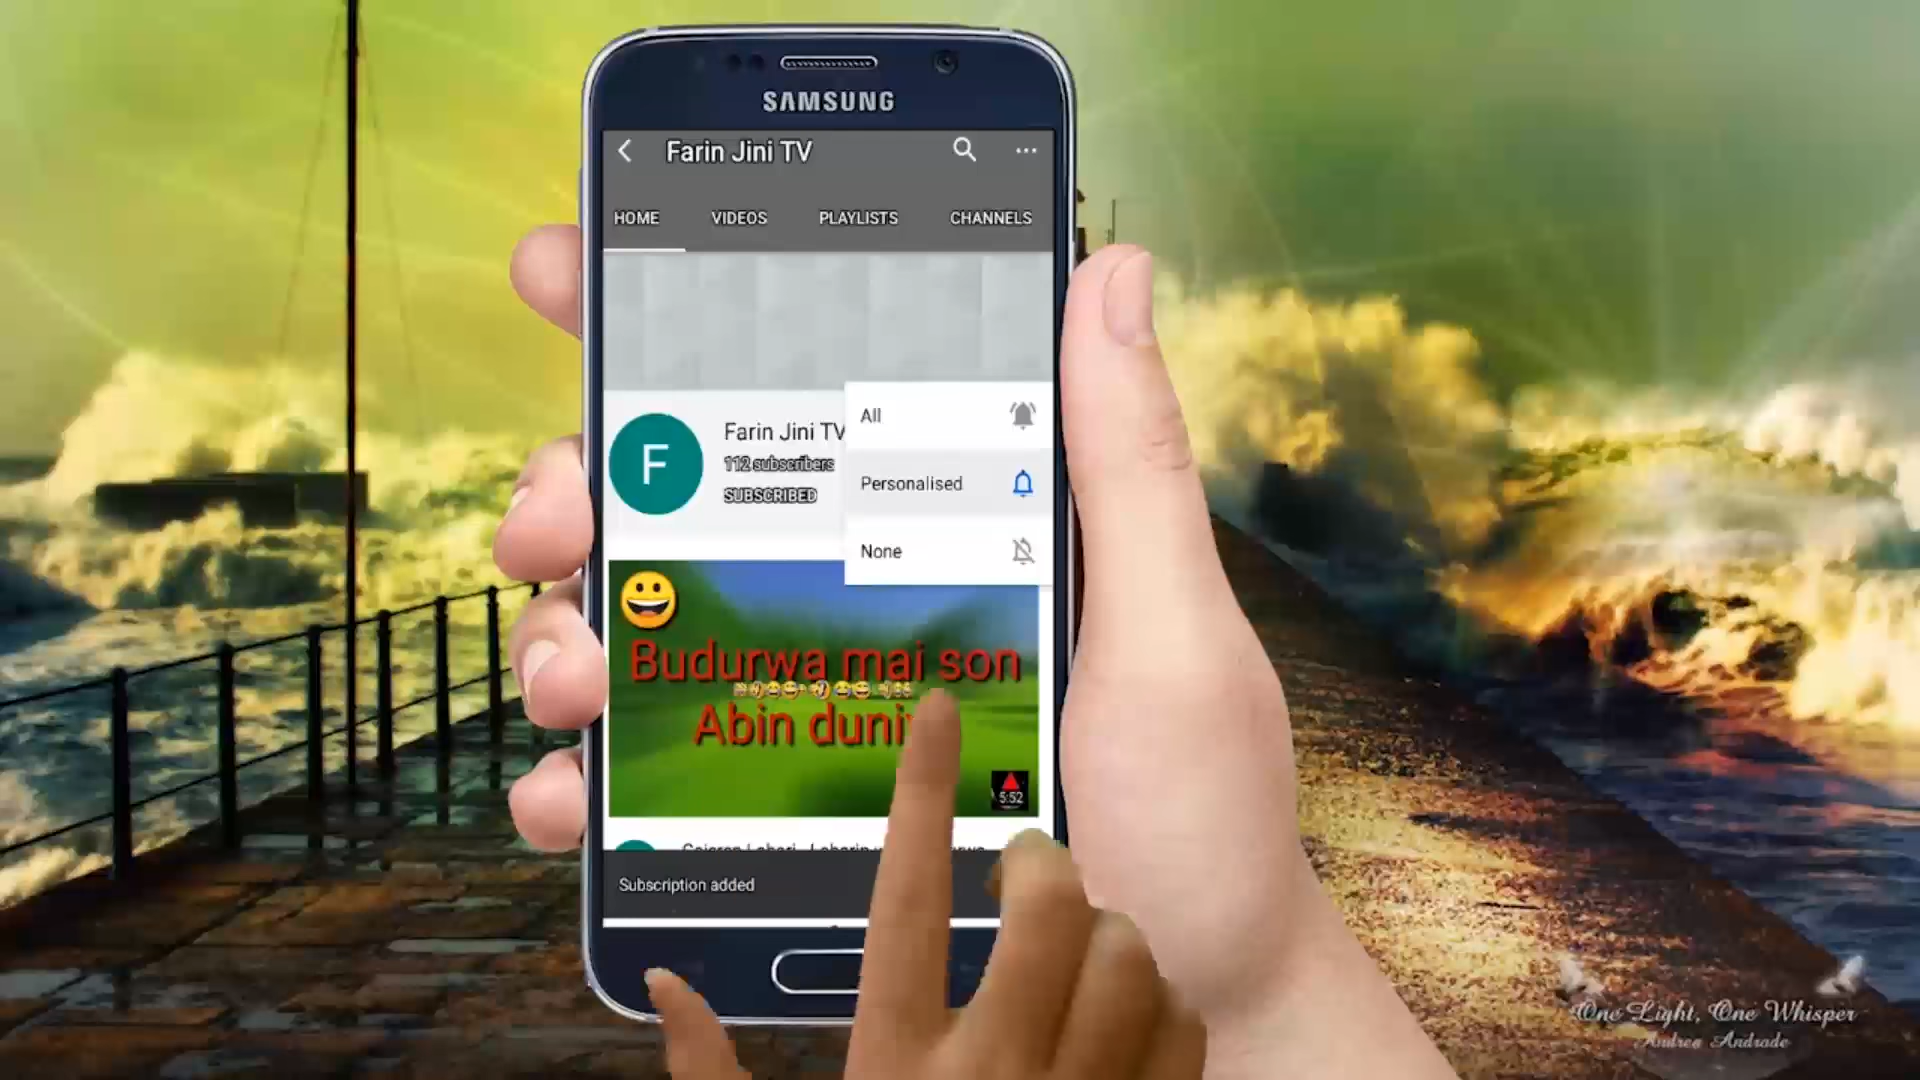 SAMSUNG
Farin Jini TV
HOME VIDEOS PLAYLISTS CHANNELS
All
Farin Jini TV
112 subscribers
Personalised
SUBSCRIBED
None
F
Budurwa mai son
Abin
5:52
Subscription added
One Light, One Whisper
Andrea Andrade